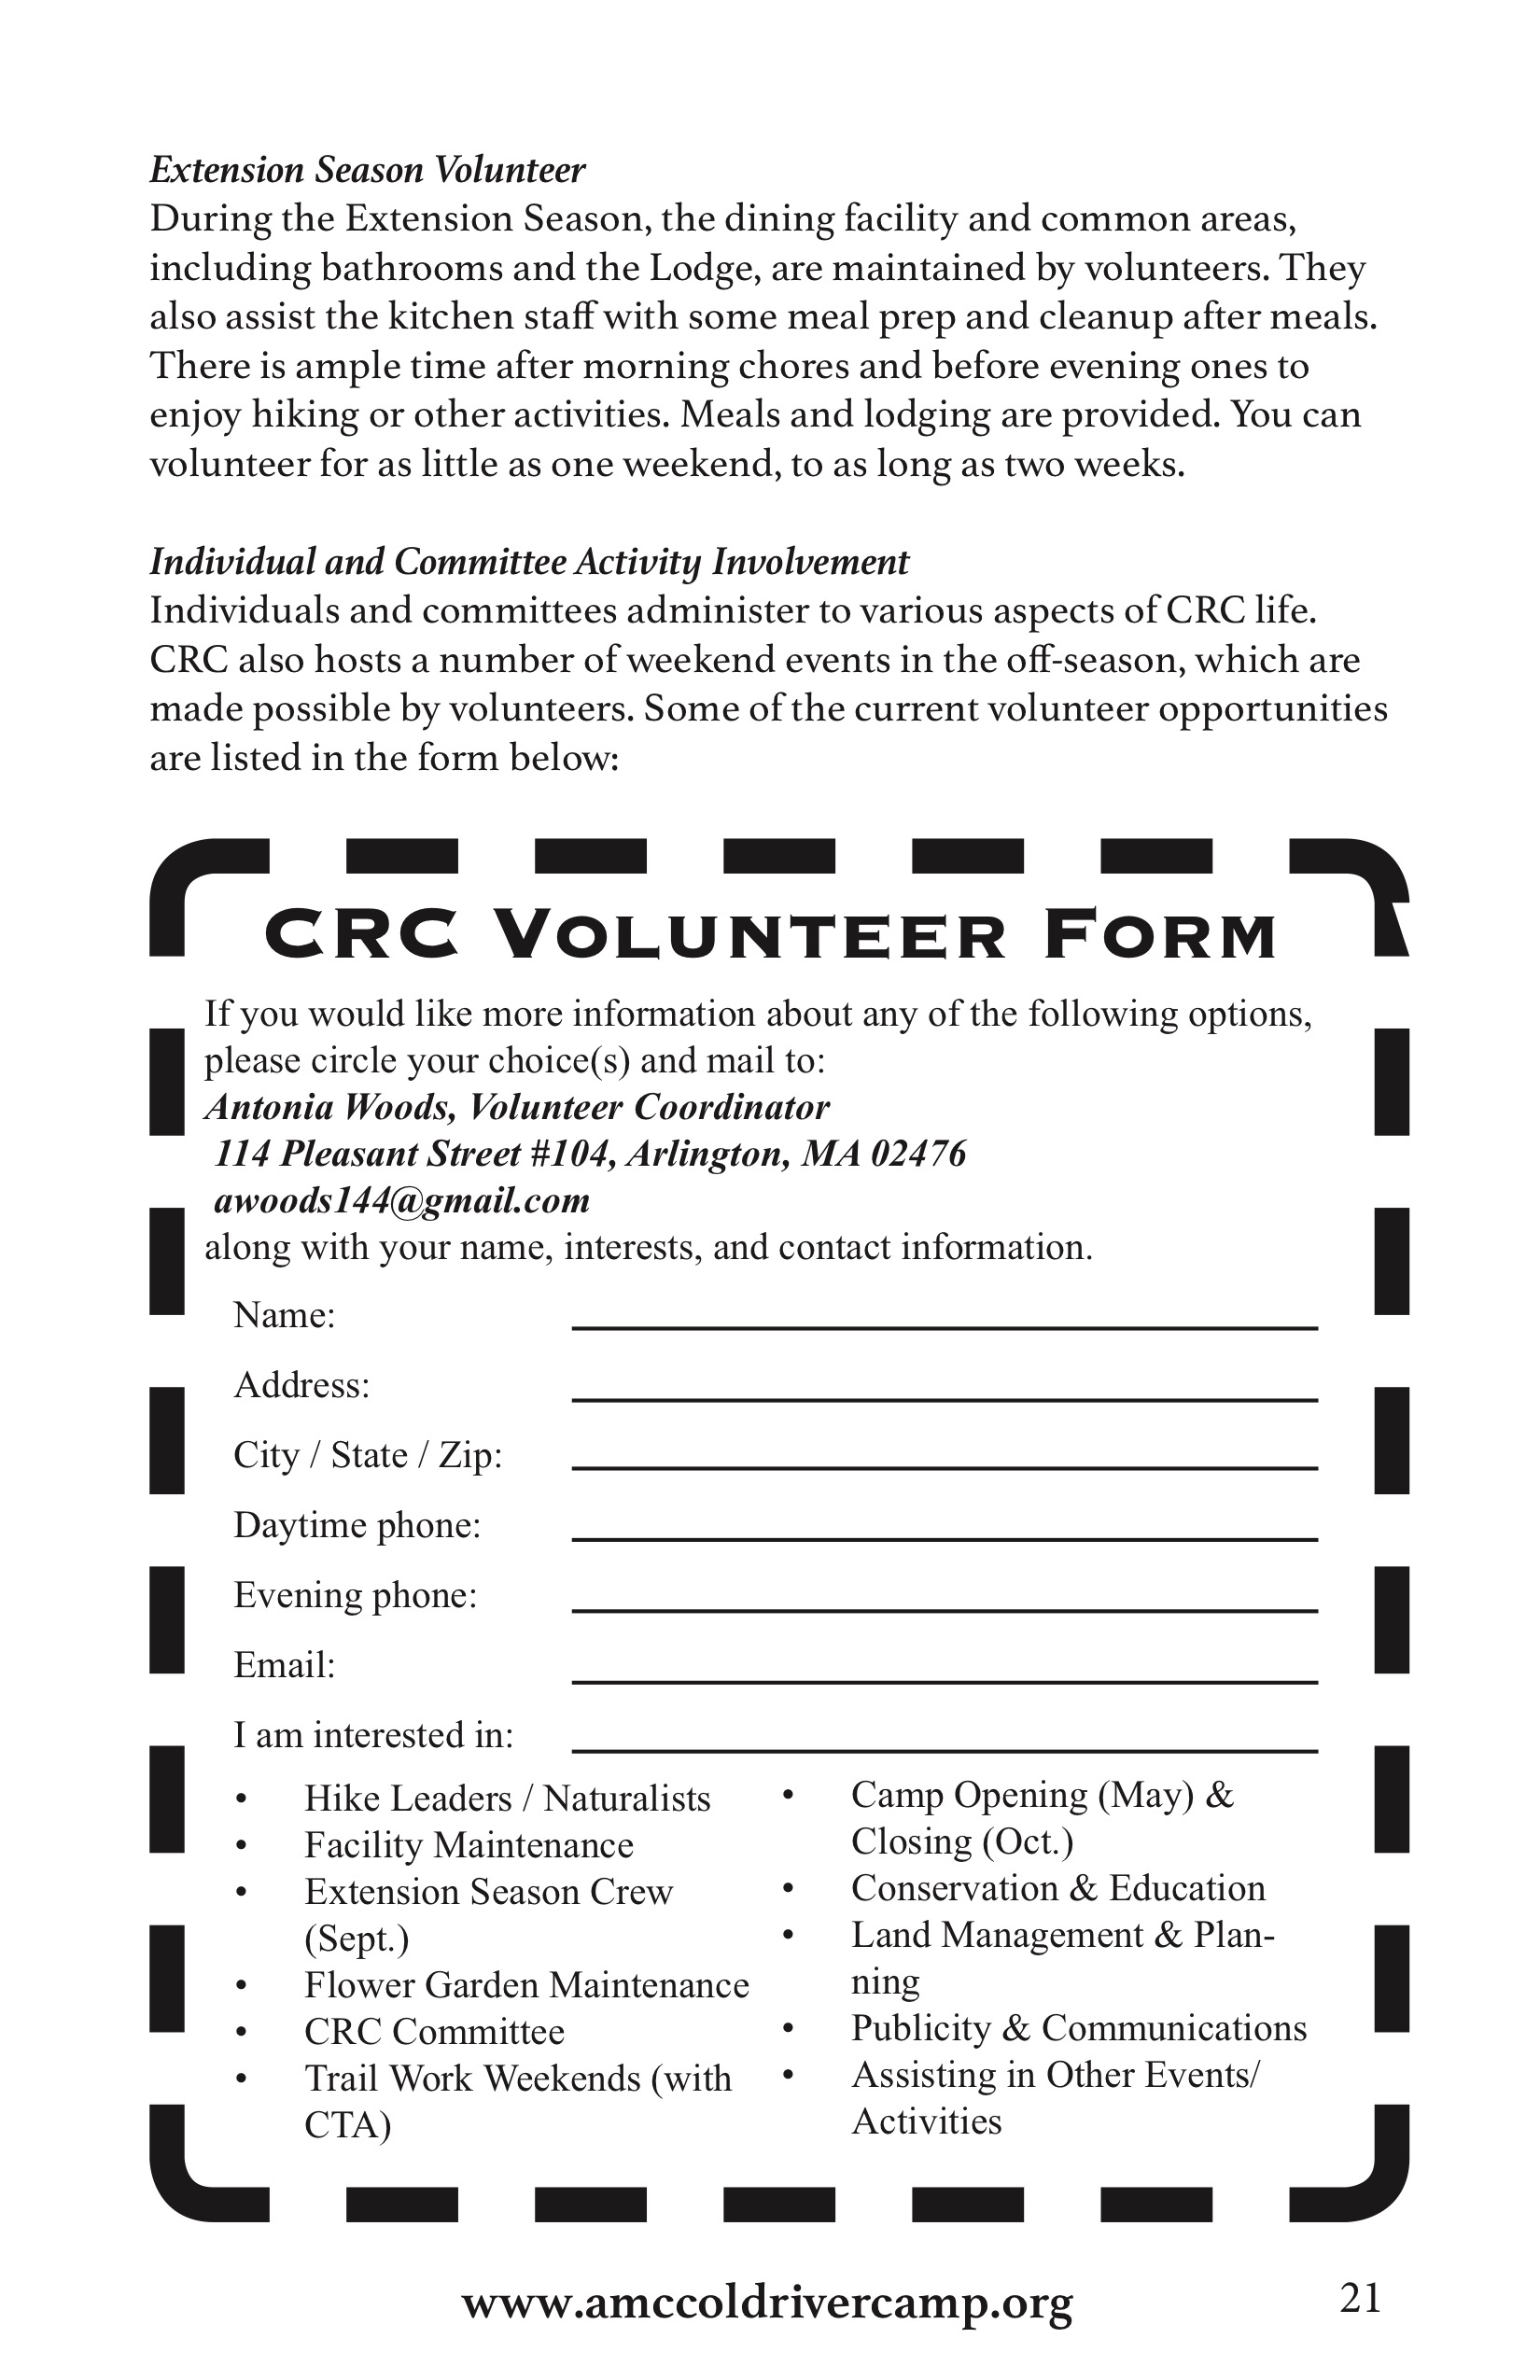 Extension Season Volunteer
During the Extension Season, the dining facility and common areas,
including bathrooms and the Lodge, are maintained by volunteers. They
also assist the kitchen staff with some meal prep and cleanup after meals.
There is ample time after morning chores and before evening ones to
enjoy hiking or other activities. Meals and lodging are provided. You can
volunteer for as little as one weekend, to as long as two weeks.
Individual and Committee Activity Involvement
Individuals and committees administer to various aspects of CRC life.
CRC also hosts a number of weekend events in the off-season, which are
made possible by volunteers. Some of the current volunteer opportunities
are listed in the form below:
CRC Volunteer Form
If you would like more information about any of the following options,
please circle your choice(s) and mail to:
Antonia Woods, Volunteer Coordinator
114 Pleasant Street #104, Arlington, MA 02476
awoods144@gmail.com
along with your name, interests, and contact information.
Name:
Address:
City / State / Zip:
Daytime phone:
Evening phone:
Email:
I am interested in:
• Hike Leaders / Naturalists
• Facility Maintenance
• Extension Season Crew
(Sept.)
• Flower Garden Maintenance
• CRC Committee
• Trail Work Weekends (with
CTA)
• Camp Opening (May) &
Closing (Oct.)
• Conservation & Education
• Land Management & Plan-
ning
• Publicity & Communications
• Assisting in Other Events/
Activities
www.amccoldrivercamp.org
21